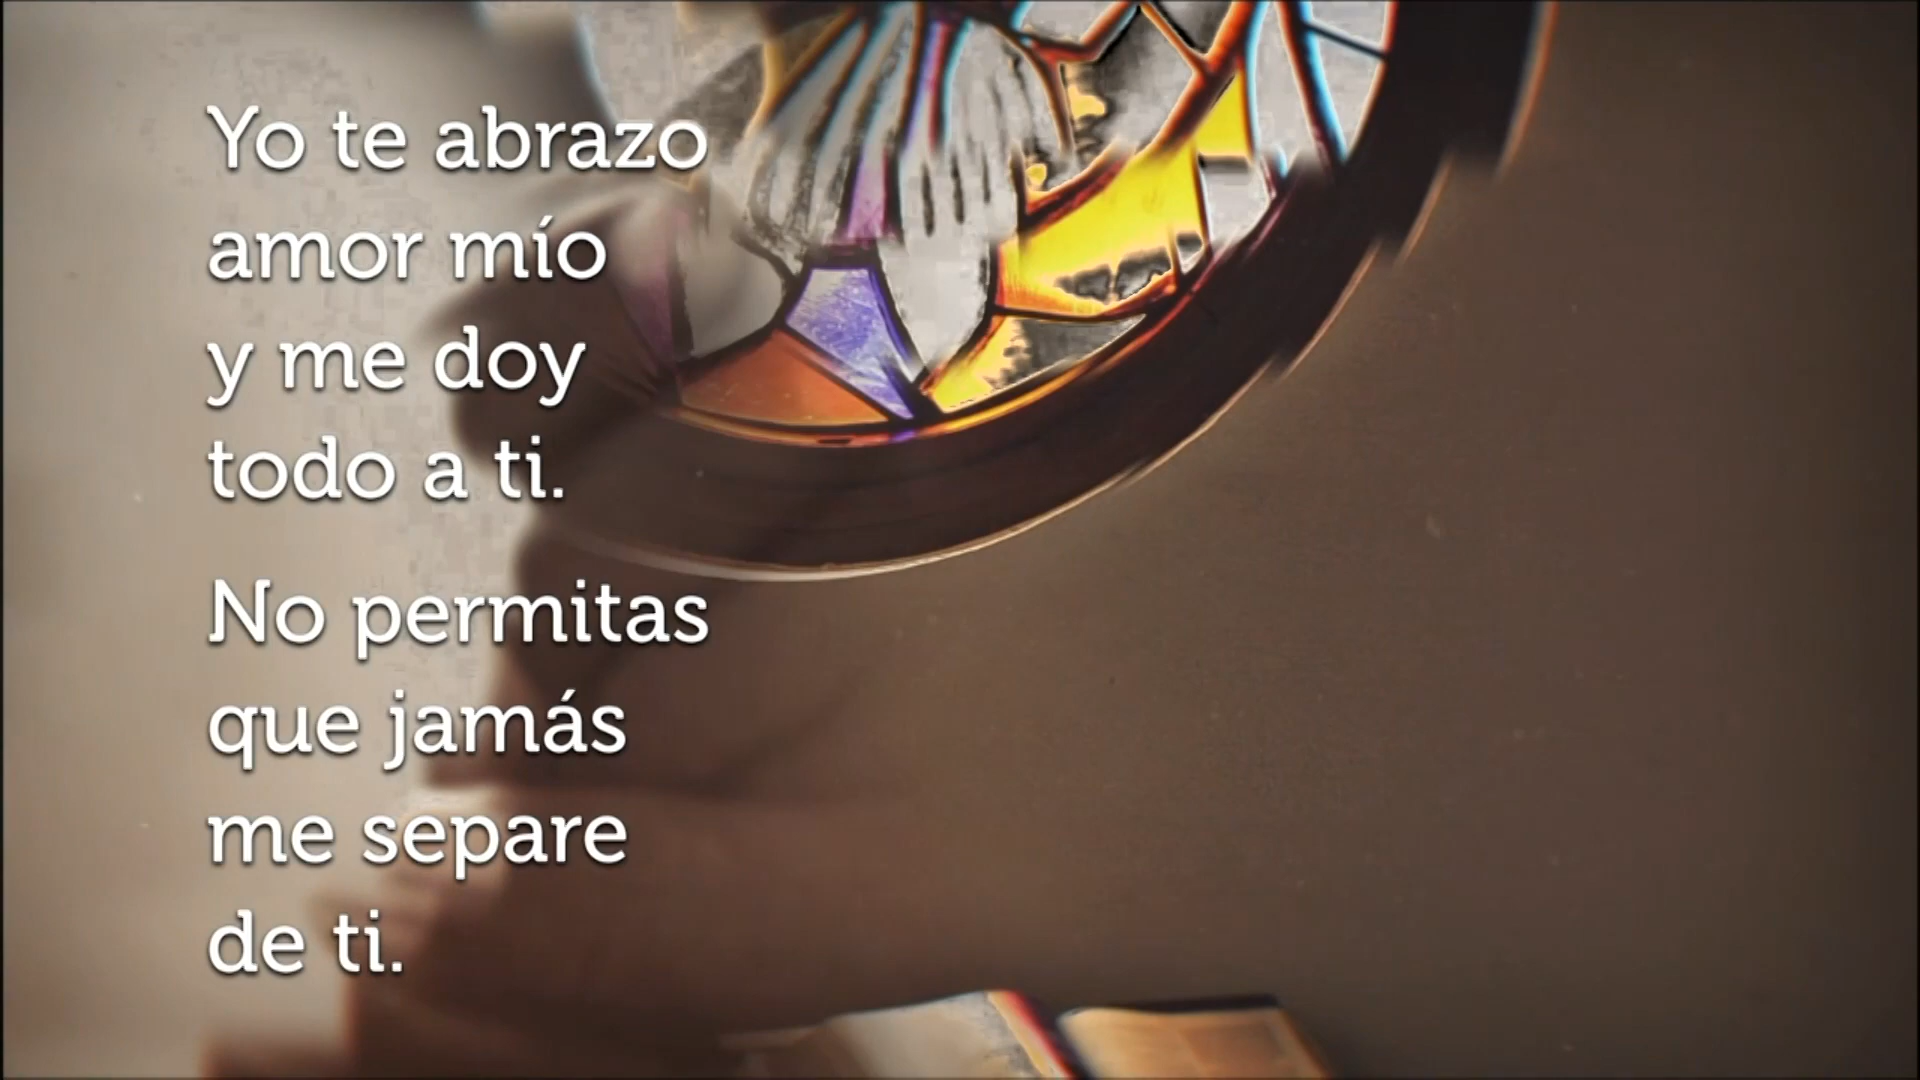 Yo te abrazo
amor mío
y me doy
todo a ti.
No permitas
que jamás
me separe
de ti.